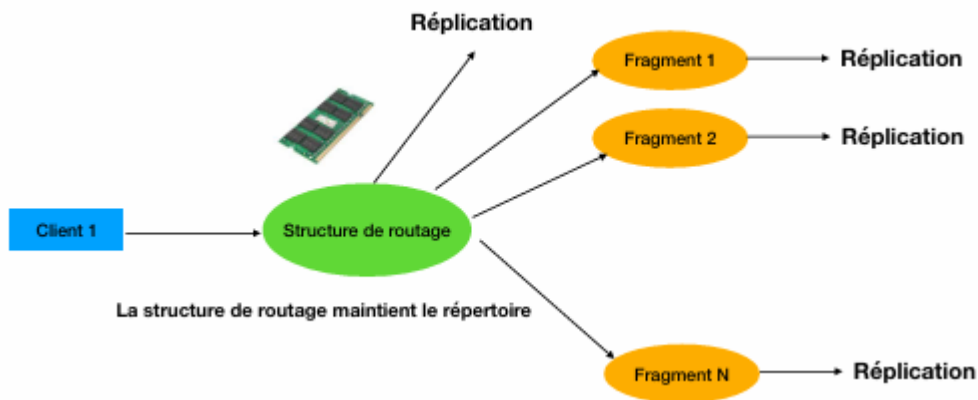 Réplication
Fragment 1
Réplication
Fragment 2
Réplication
Client 1
Structure de routage
La structure de routage maintient le répertoire
Fragment N
Réplication